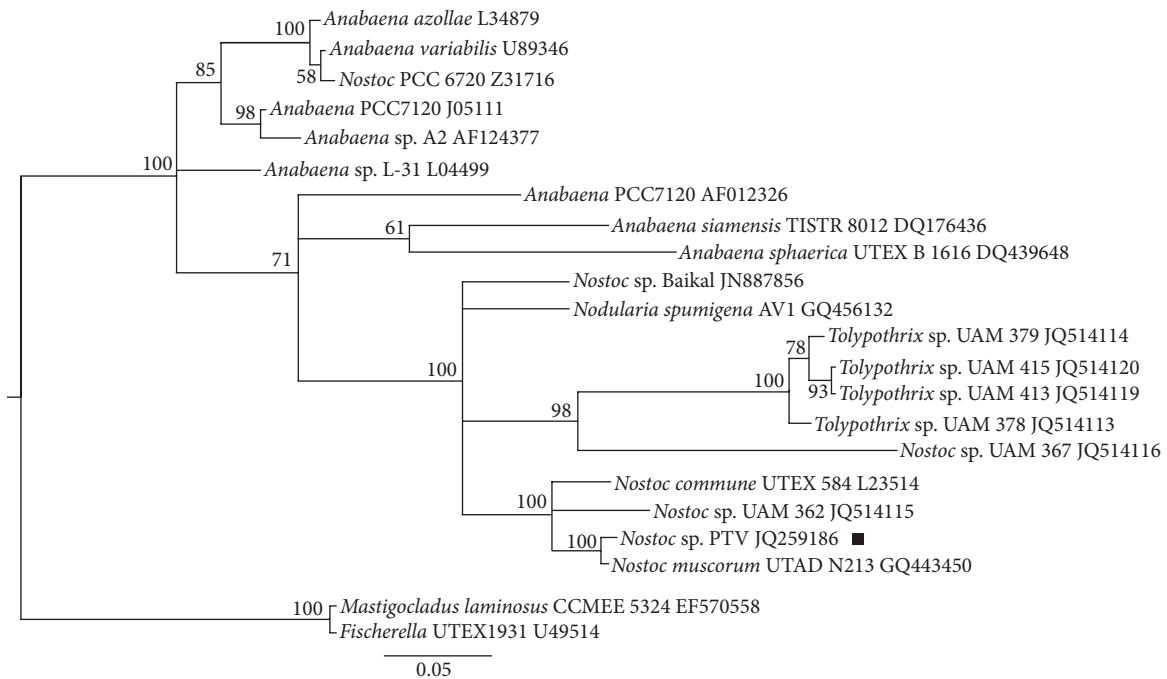 100
Anabaena azollae L34879
Anabaena variabilis U89346
58
Nostoc PCC 6720 Z31716
85
98
Anabaena PCC7120 J05111
Anabaena sp. A2 AF124377
100
Anabaena sp. L-31 L04499
Anabaena PCC7120 AF012326
61
Anabaena siamensis TISTR 8012 DQ176436
Anabaena sphaerica UTEX B 1616 DQ439648
71
Nostoc sp. Baikal JN887856
Nodularia spumigena AV1 GQ456132
Tolypothrix sp. UAM 379 JQ514114
78
Tolypothrix sp. UAM 415 JQ514120
100
93
Tolypothrix sp. UAM 413 JQ514119
100
98
Tolypothrix sp. UAM 378 JQ514113
Nostoc sp. UAM 367 JQ514116
Nostoc commune UTEX 584 L23514
100
Nostoc sp. UAM 362 JQ514115
100
Nostoc sp. PTV JQ259186
Nostoc muscorum UTAD N213 GQ443450
100
Mastigocladus laminosus CCMEE 5324 EF570558
Fischerella UTEX1931 U49514
0.05